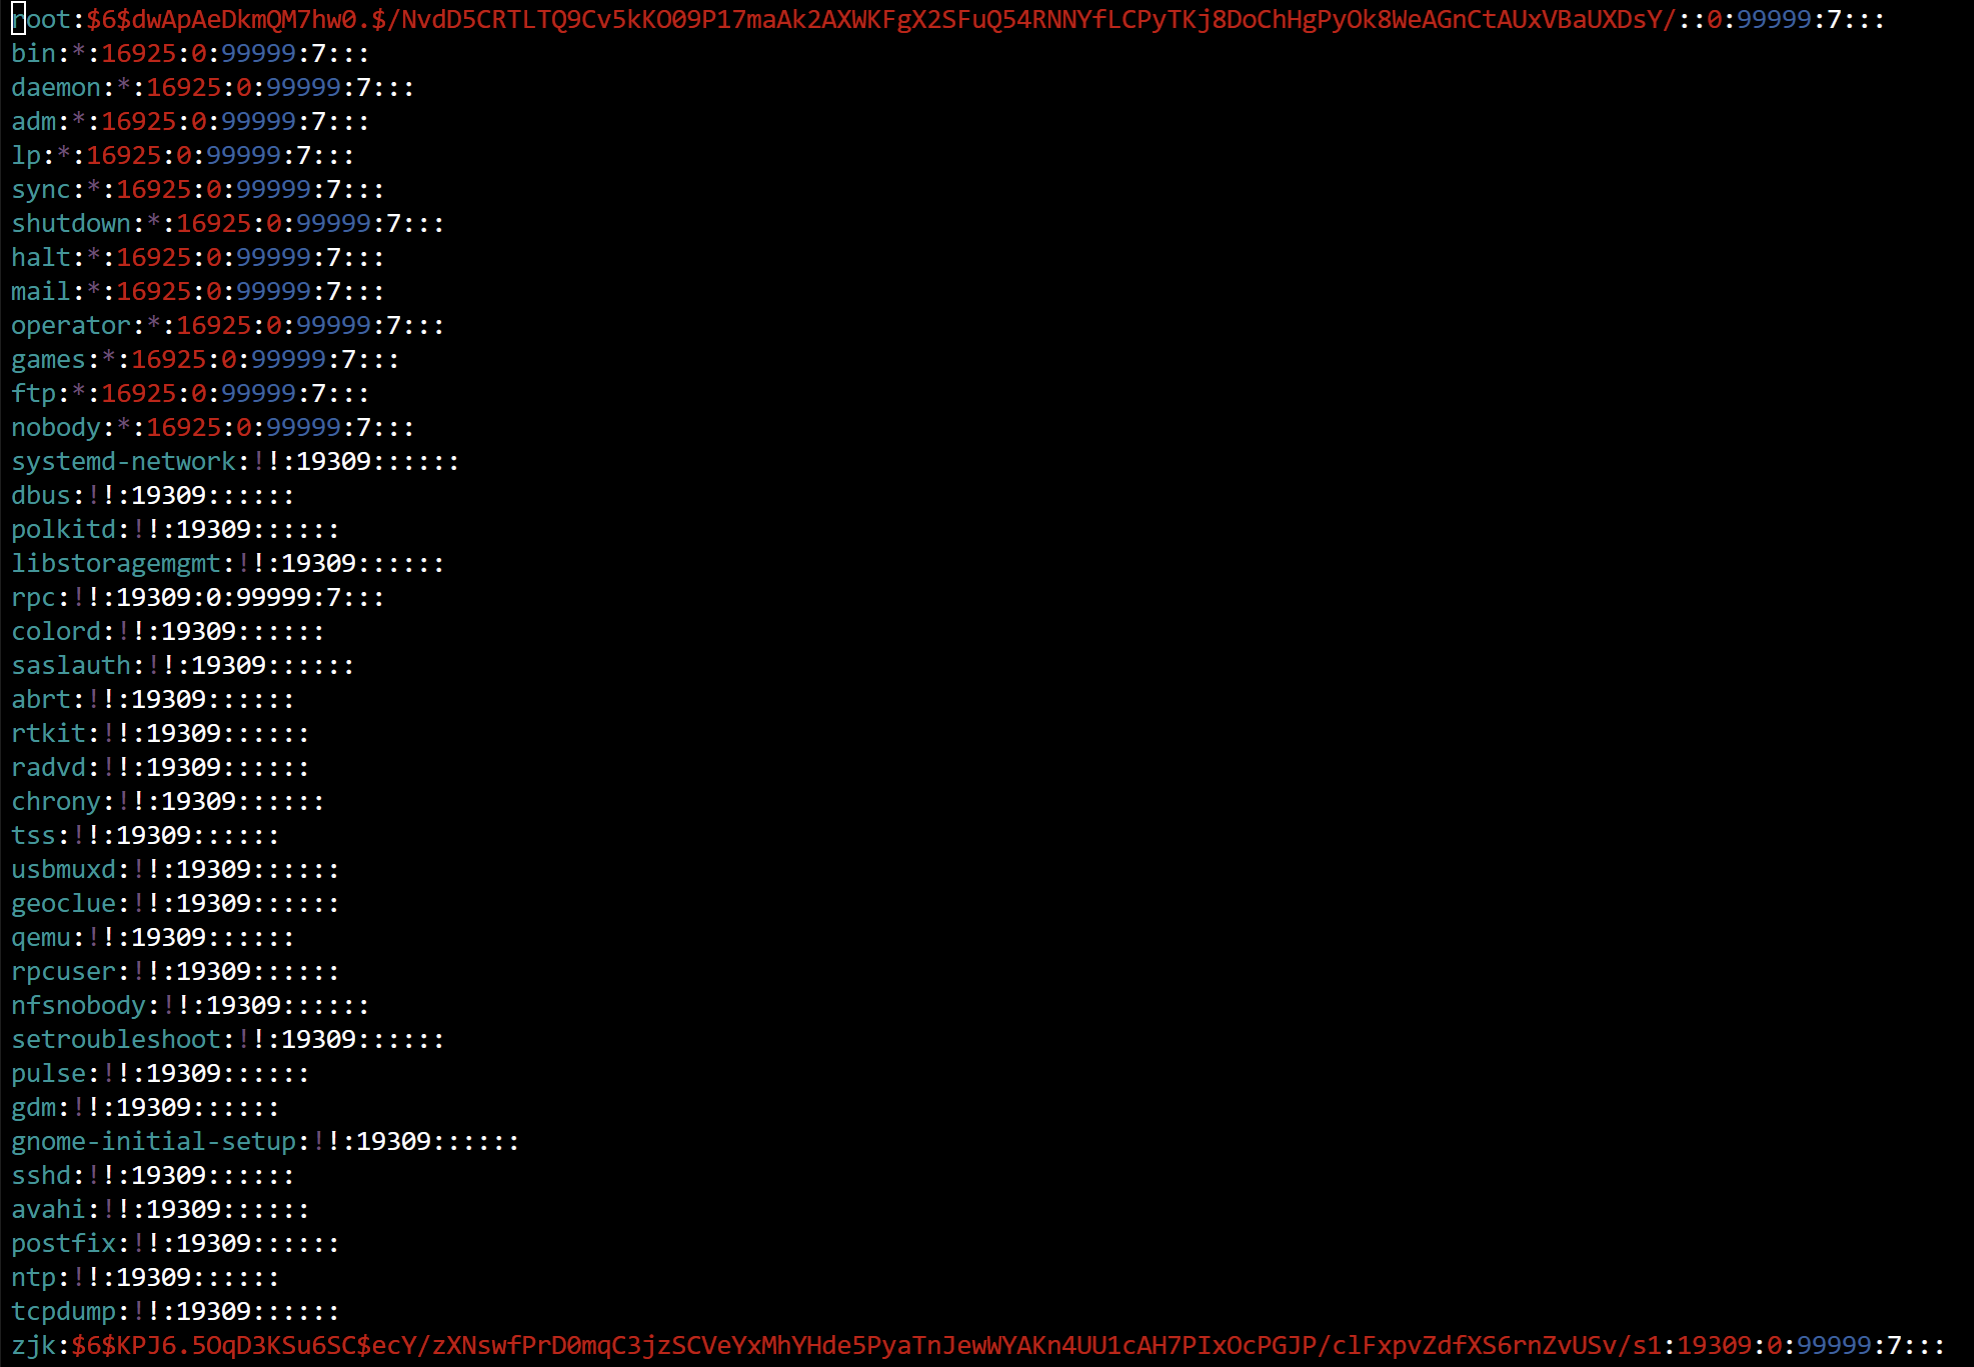 root:$6$dwApAeDkmQM7hw0.$/NvdD5CRTLTQ9Cv5kKO09P17maAk2AXWKFgX2SFuQ54RNNYfLCPyTKj8DoChHgPyOk8WeAGnCtAUxVBaUXDsY/::0:99999:7:::
bin:*:16925:0:99999:7:::
daemon:*:16925:0:99999:7:::
adm:*:16925:0:99999:7:::
lp:*:16925:0:99999:7:::
sync:*:16925:0:99999:7:::
shutdown:*:16925:0:99999:7:::
halt:*:16925:0:99999:7:::
mail:*:16925:0:99999:7:::
operator:*:16925:0:99999:7:::
games:*:16925:0:99999:7:::
ftp:*:16925:0:99999:7:::
nobody:*:16925:0:99999:7:::
systemd-network:!!:19309::::::
dbus:!!:19309::::::
polkitd:!!:19309::::::
libstoragemgmt:!!:19309::::::
rpc:!!:19309:0:99999:7:::
colord:!!:19309::::::
saslauth:!!:19309::::::
abrt:!!:19309::::::
rtkit:!!:19309::::::
radvd:!!:19309::::::
chrony:!!:19309::::::
tss:!!:19309::::::
usbmuxd:!!:19309::::::
geoclue:!!:19309::::::
qemu:!!:19309::::::
rpcuser:!!:19309::::::
nfsnobody:!!:19309::::::
setroubleshoot:!!:19309::::::
pulse:!!:19309::::::
gdm:!!:19309::::::
gnome-initial-setup:!!:19309::::::
sshd:!!:19309::::::
avahi:!!:19309::::::
postfix:!!:19309::::::
ntp:!!:19309::::::
tcpdump:!!:19309::::::
zjk:$6$KPJ6.5OqD3KSu6SC$ecY/zXNswfPrD0mqC3jzSCVeYxMhYHde5PyaTnJewWYAKn4UU1cAH7PIxOcPGJP/clFxpvZdfXS6rnZvUSv/s1:19309:0:99999:7:::